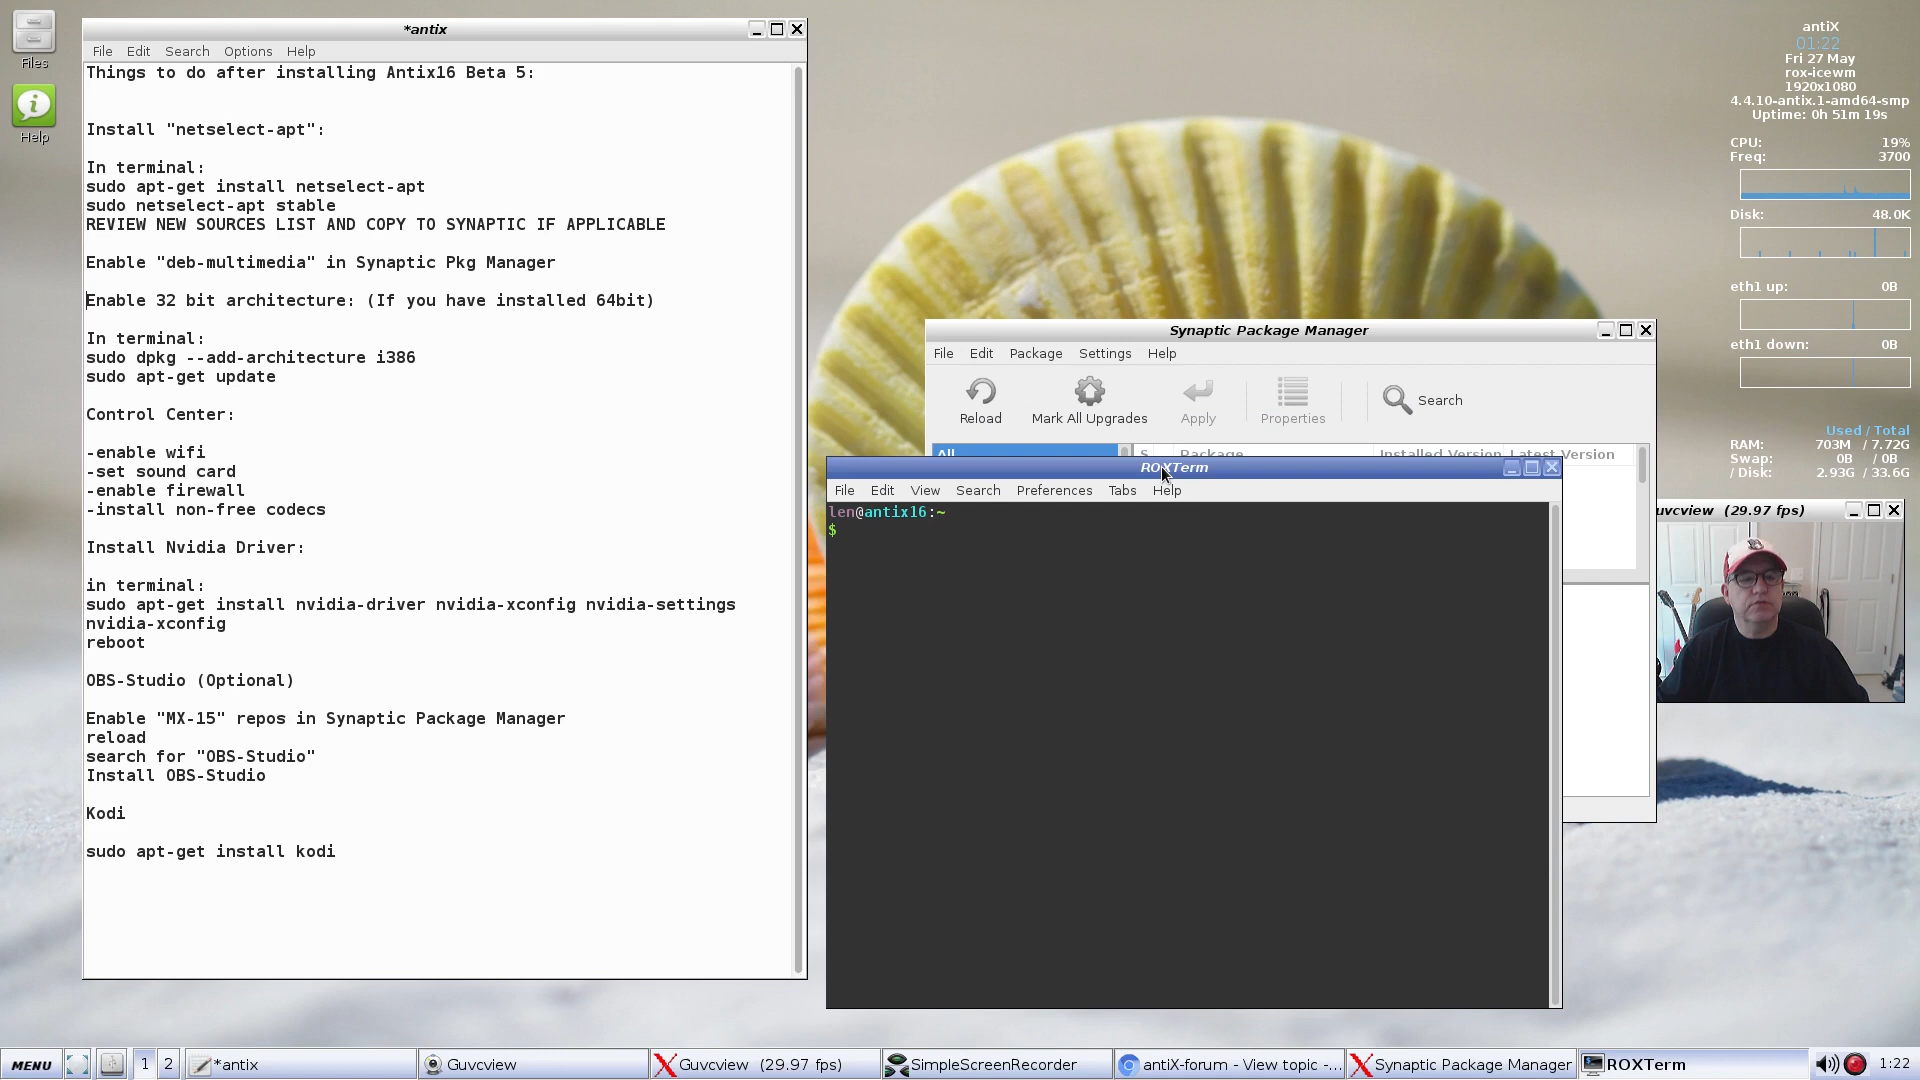 Files
Help
*antix
File Edit Search Options Help
Things to do after installing Antix16 Beta 5:
Install "netselect-apt":
In terminal:
sudo apt-get install netselect-apt
sudo netselect-apt stable
REVIEW NEW SOURCES LIST AND COPY TO SYNAPTIC IF APPLICABLE
Enable "deb-multimedia" in Synaptic Pkg Manager
Enable 32 bit architecture: (If you have installed 64bit)
In terminal:
sudo dpkg --add-architecture i386
sudo apt-get update
Control Center:
-enable wifi
-set sound card
-enable firewall
-install non-free codecs
Install Nvidia Driver:
in terminal:
sudo apt-get install nvidia-driver nvidia-xconfig nvidia-settings
nvidia-xconfig
reboot
OBS-Studio (Optional)
Enable "MX-15" repos in Synaptic Package Manager
reload
search for "OBS-Studio"
Install OBS-Studio
Kodi
sudo apt-get install kodi
Synaptic Package Manager
File Edit Package Settings Help
Reload
Mark All Upgrades
Apply
Properties
Search
All
S Package Installed Version Latest Version
ROXTerm
File Edit View Search Preferences Tabs Help
len@antix16:~
$
antiX
01:22
Fri 27 May
rox-icewm
1920x1080
4.4.10-antix.1-amd64-smp
Uptime: 0h 51m 19s
CPU: 19%
Freq: 3700
Disk: 48.0K
eth1 up: 0B
eth1 down: 0B
Used / Total
RAM: 703M / 7.72G
Swap: 0B / 0B
/ Disk: 2.93G / 33.6G
uvcview (29.97 fps)
MENU
1
2
*antix
Guvcview
Guvcview (29.97 fps)
SimpleScreenRecorder
antiX-forum - View topic -...
Synaptic Package Manager
ROXTerm
1:22